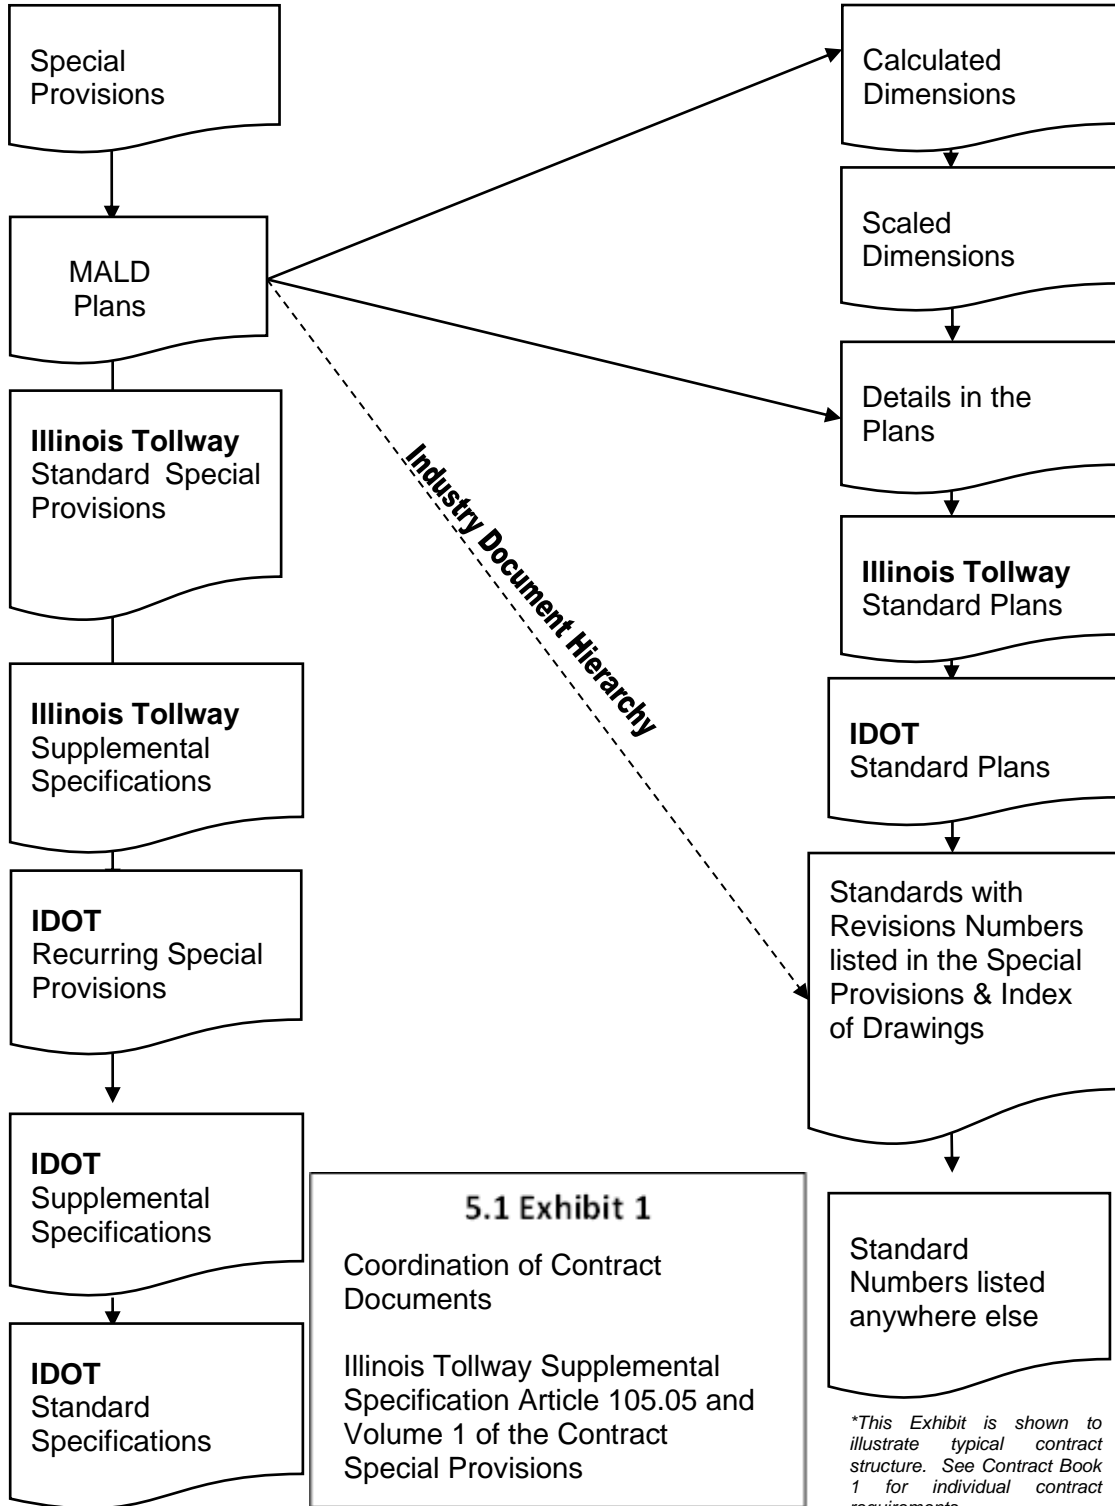 Special
Provisions
MALD
Plans
Illinois Tollway
Standard Special
Provisions
Illinois Tollway
Supplemental
Specifications
IDOT
Recurring Special
Provisions
IDOT
Supplemental
Specifications
IDOT
Standard
Specifications
Industry Document Hierarchy
Calculated
Dimensions
Scaled
Dimensions
Details in the
Plans
Illinois Tollway
Standard Plans
IDOT
Standard Plans
Standards with
Revisions Numbers
listed in the Special
Provisions & Index
of Drawings
Standard
Numbers listed
anywhere else
5.1 Exhibit 1
Coordination of Contract
Documents
Illinois Tollway Supplemental
Specification Article 105.05 and
Volume 1 of the Contract
Special Provisions
*This Exhibit is shown to
illustrate typical contract
structure. See Contract Book
1 for individual contract
requirements